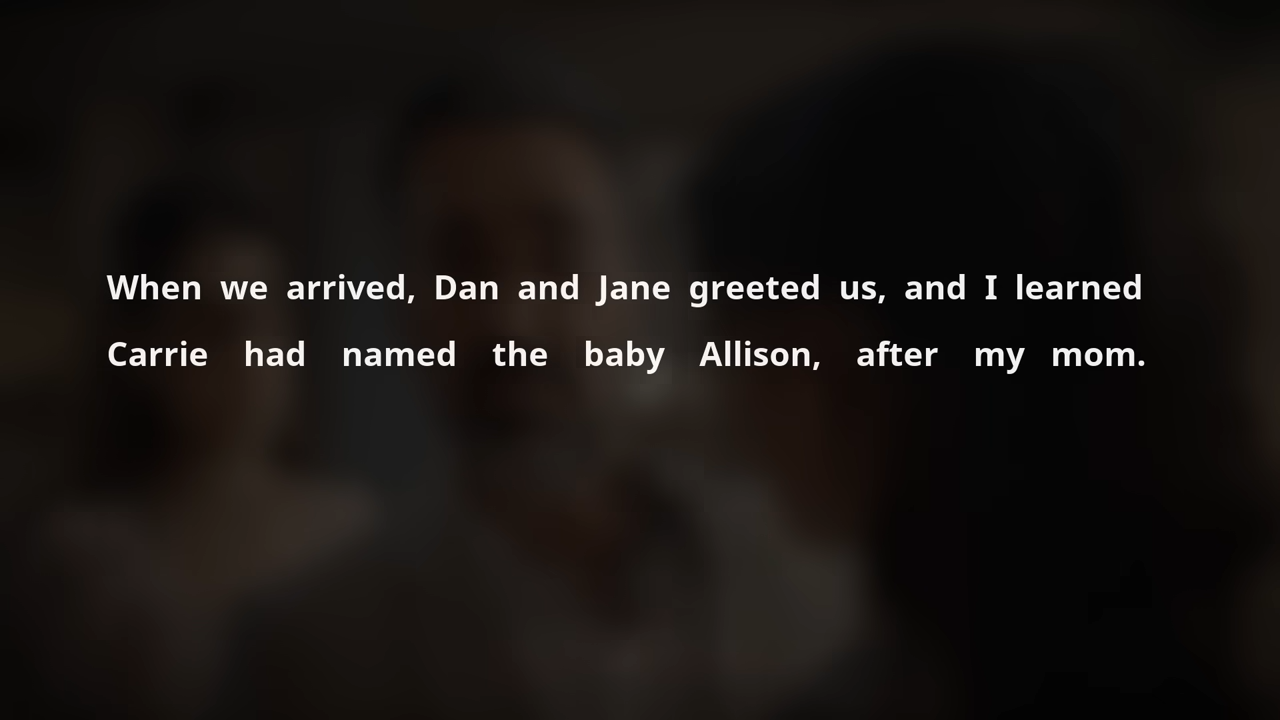 When we arrived, Dan and Jane greeted us, and I learned
Carrie had named the baby Allison, after my mom.